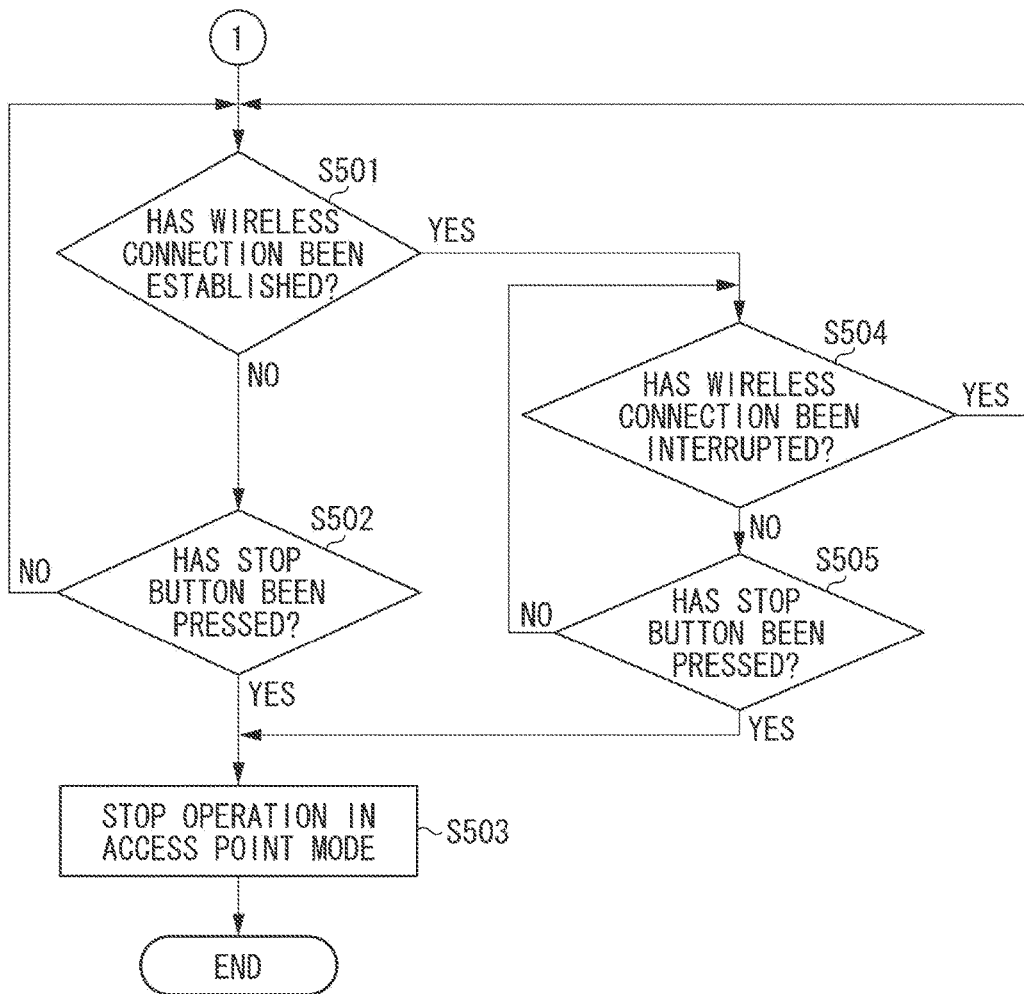 1
S501
HAS WIRELESS
CONNECTION BEEN
ESTABLISHED?
YES
NO
S504
HAS WIRELESS
CONNECTION BEEN
INTERRUPTED?
YES
NO
S502
HAS STOP
BUTTON BEEN
PRESSED?
NO
YES
S505
HAS STOP
BUTTON BEEN
PRESSED?
NO
YES
STOP OPERATION IN
ACCESS POINT MODE
S503
END